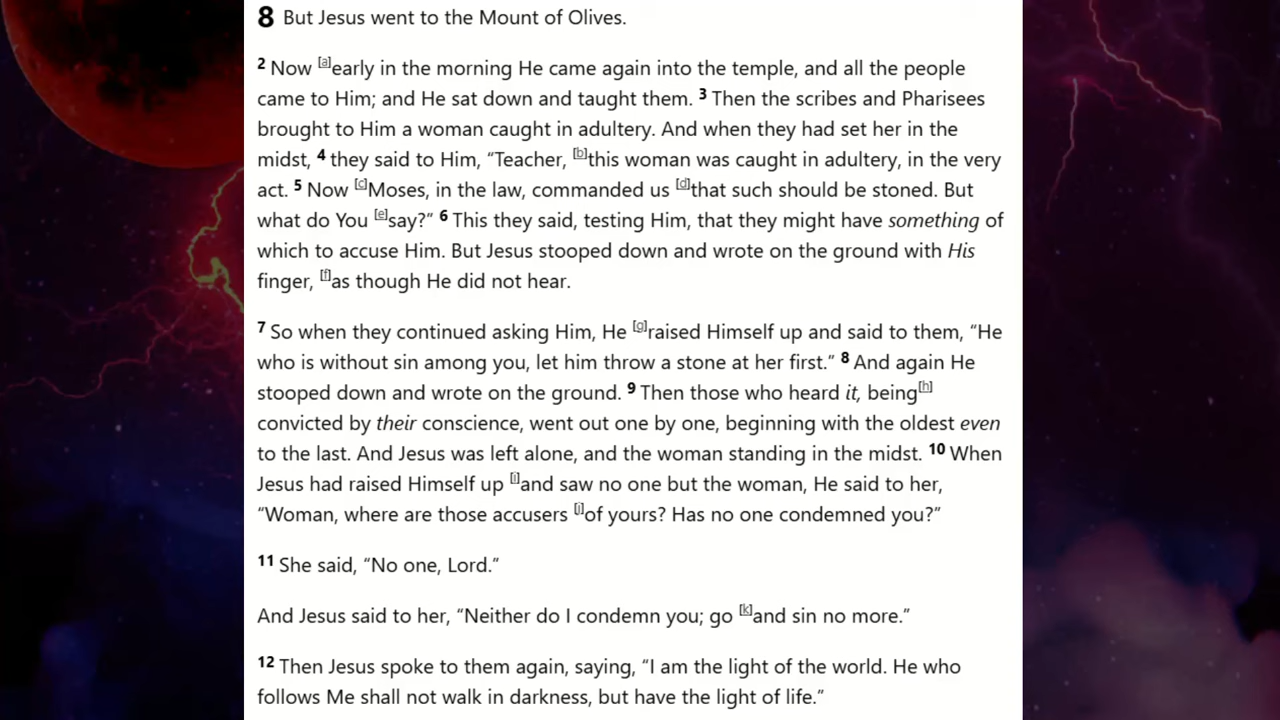 8 But Jesus went to the Mount of Olives.
2 Now [a]early in the morning He came again into the temple, and all the people
came to Him; and He sat down and taught them. 3 Then the scribes and Pharisees
brought to Him a woman caught in adultery. And when they had set her in the
midst, 4 they said to Him, “Teacher, [b]this woman was caught in adultery, in the very
act. 5 Now [c]Moses, in the law, commanded us [d]that such should be stoned. But
what do You [e]say?” 6 This they said, testing Him, that they might have something of
which to accuse Him. But Jesus stooped down and wrote on the ground with His
finger, [f]as though He did not hear.
7 So when they continued asking Him, He [g]raised Himself up and said to them, “He
who is without sin among you, let him throw a stone at her first.” 8 And again He
stooped down and wrote on the ground. 9 Then those who heard it, being[h]
convicted by their conscience, went out one by one, beginning with the oldest even
to the last. And Jesus was left alone, and the woman standing in the midst. 10 When
Jesus had raised Himself up [i]and saw no one but the woman, He said to her,
“Woman, where are those accusers [j]of yours? Has no one condemned you?”
11 She said, “No one, Lord.”
And Jesus said to her, “Neither do I condemn you; go [k]and sin no more.”
12 Then Jesus spoke to them again, saying, “I am the light of the world. He who
follows Me shall not walk in darkness, but have the light of life.”